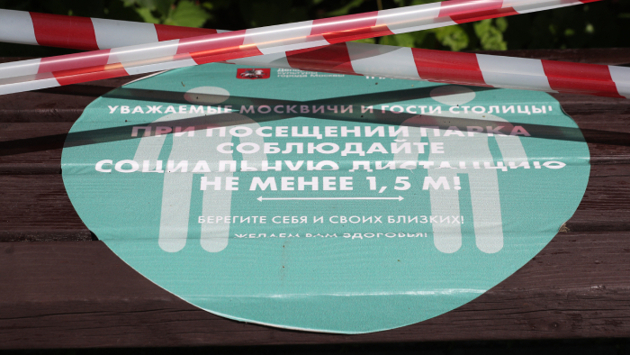 УВАЖАЕМЫЕ МОСКВИЧИ И ГОСТИ СТОЛИЦЫ!
ПРИ ПОСЕЩЕНИИ ПАРКА
СОБЛЮДАЙТЕ
СОЦИАЛЬНУЮ ДИСТАНЦИЮ
НЕ МЕНЕЕ 1,5 М!
БЕРЕГИТЕ СЕБЯ И СВОИХ БЛИЗКИХ!
ЖЕЛАЕМ ВАМ ЗДОРОВЬЯ!